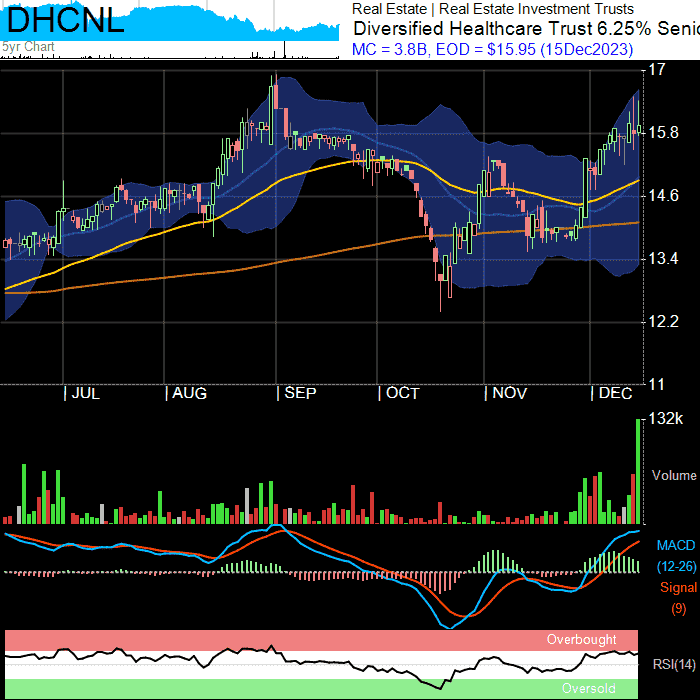 DHCNL
5yr Chart
Real Estate | Real Estate Investment Trusts
Diversified Healthcare Trust 6.25% Senio
MC = 3.8B, EOD = $15.95 (15Dec2023)
17
15.8
14.6
13.4
12.2
11
| JUL | AUG | SEP | OCT | NOV | DEC
132k
Volume
MACD
(12-26)
Signal
(9)
Overbought
RSI(14)
Oversold